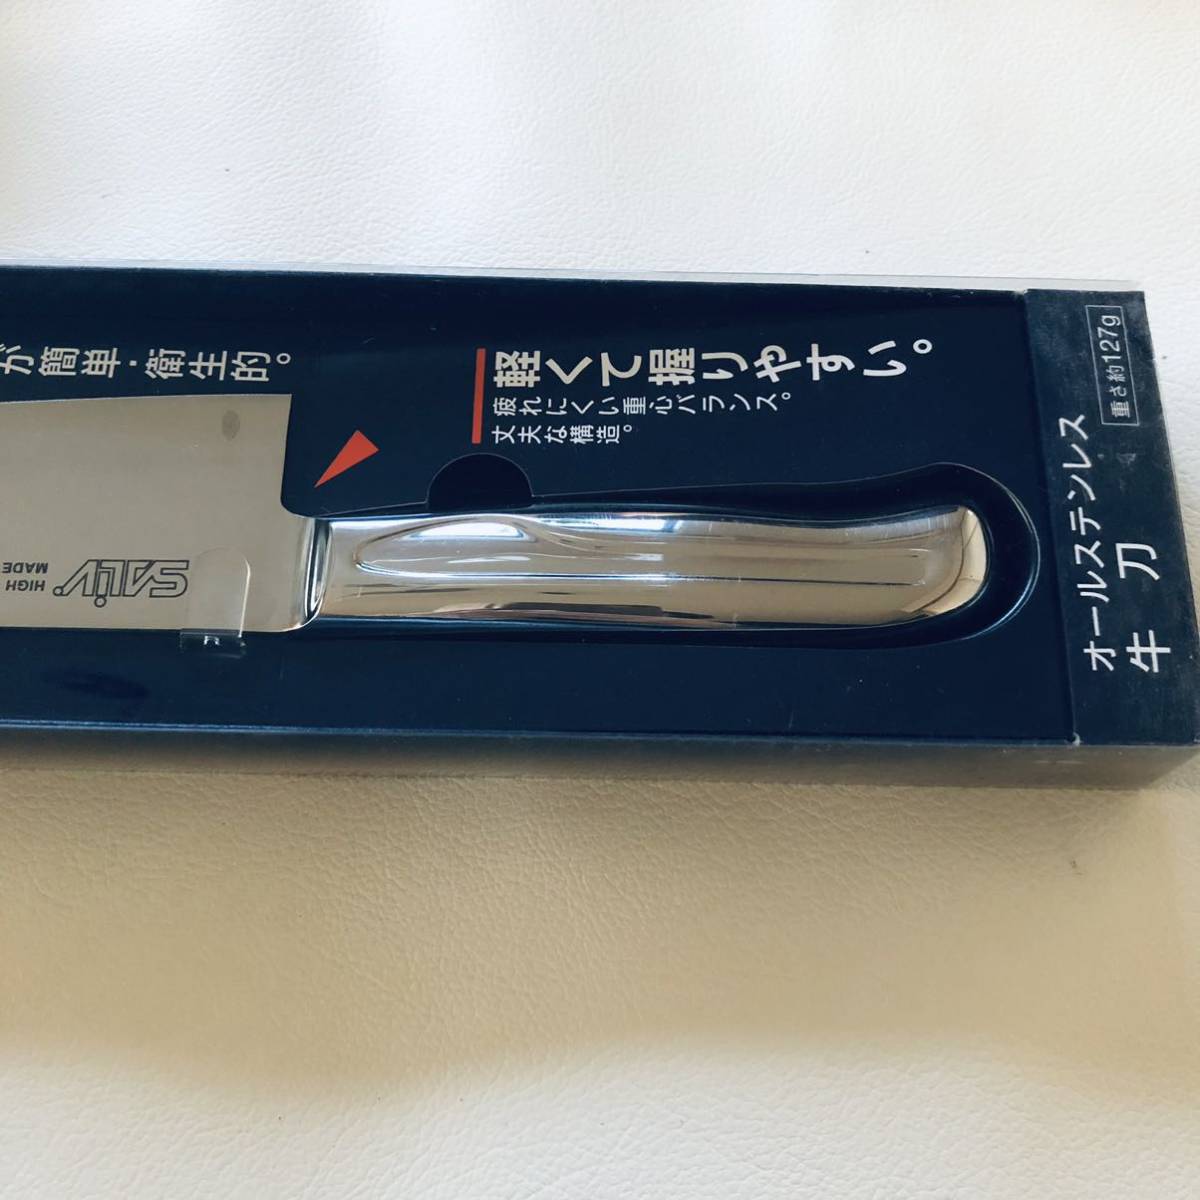 が簡単・衛生的。
軽くて握りやすい。
疲れにくい重心バランス。
丈夫な構造。
重さ約127g
オールステンレス
牛刀
SALiV
HIGH
MADE